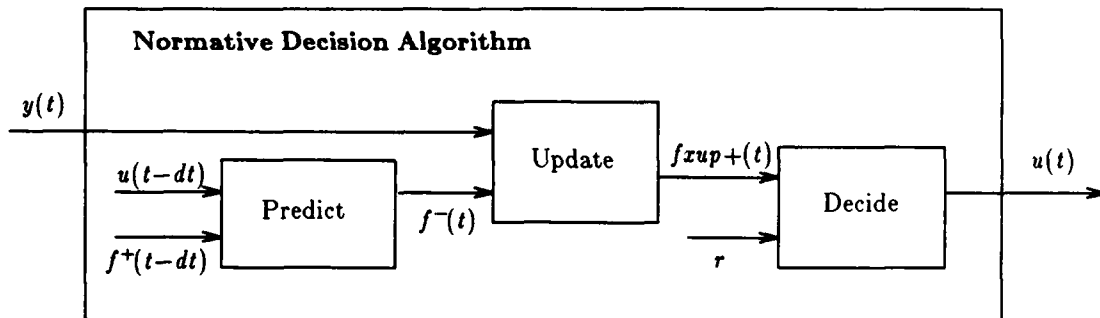 Normative Decision Algorithm
y(t)
Update
fxup+(t)
u(t)
u(t−dt)
Predict
f⁻(t)
Decide
f⁺(t−dt)
r